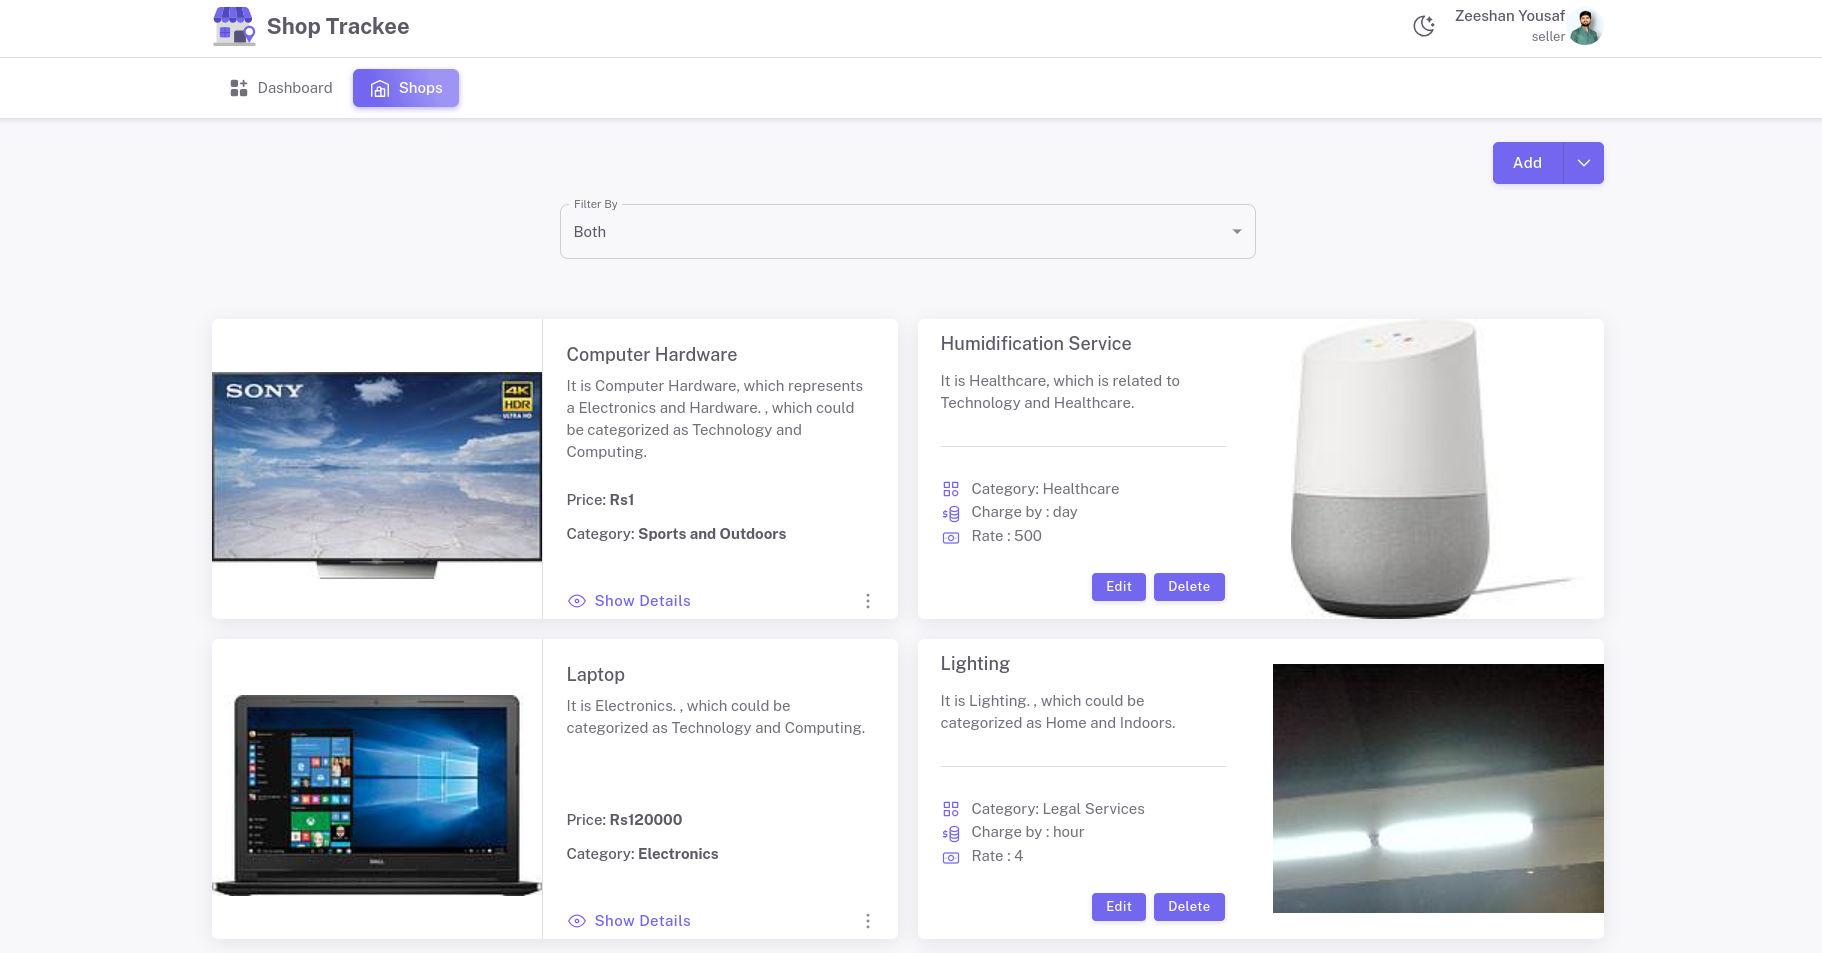 Shop Trackee
Zeeshan Yousaf
seller
Dashboard
Shops
Add
Filter By
Both
SONY
4K
HDR
ULTRA HD
Computer Hardware
It is Computer Hardware, which represents
a Electronics and Hardware. , which could
be categorized as Technology and
Computing.
Price: Rs1
Category: Sports and Outdoors
Show Details
Humidification Service
It is Healthcare, which is related to
Technology and Healthcare.
Category: Healthcare
Charge by : day
Rate : 500
Edit
Delete
Laptop
It is Electronics. , which could be
categorized as Technology and Computing.
Price: Rs120000
Category: Electronics
Show Details
DELL
Lighting
It is Lighting. , which could be
categorized as Home and Indoors.
Category: Legal Services
Charge by : hour
Rate : 4
Edit
Delete